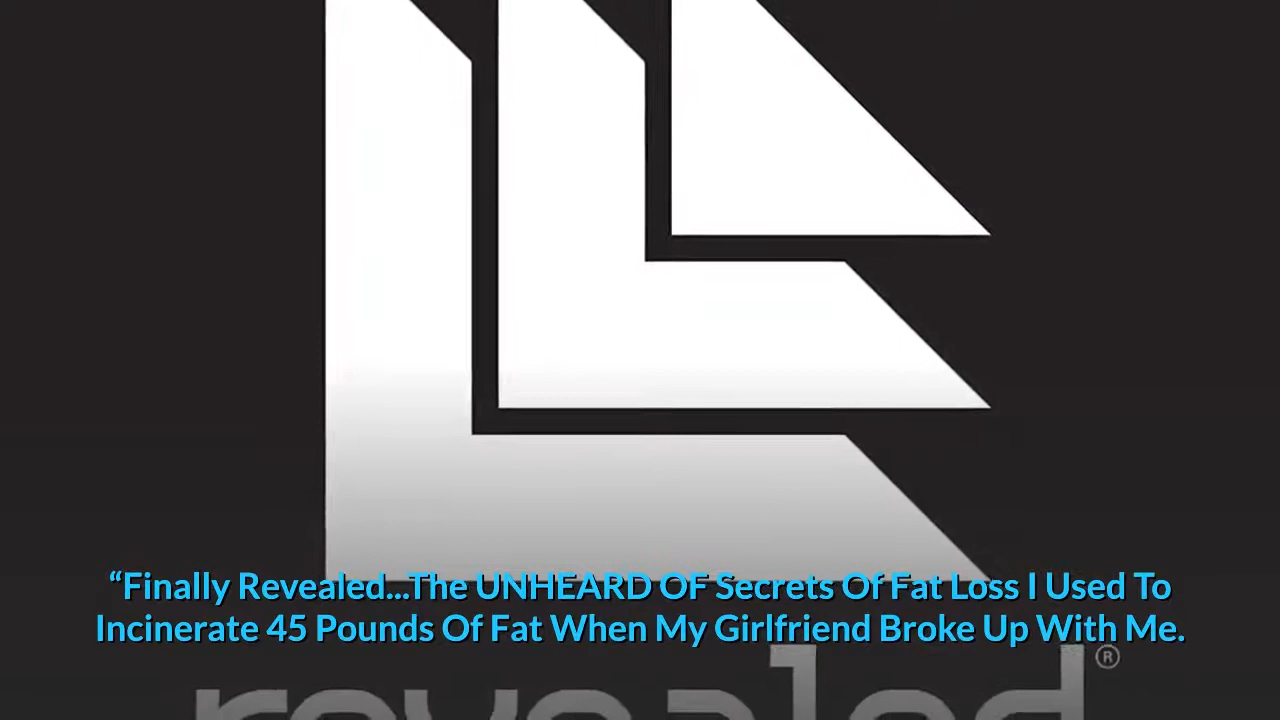 “Finally Revealed...The UNHEARD OF Secrets Of Fat Loss I Used To
Incinerate 45 Pounds Of Fat When My Girlfriend Broke Up With Me.
®
revealed